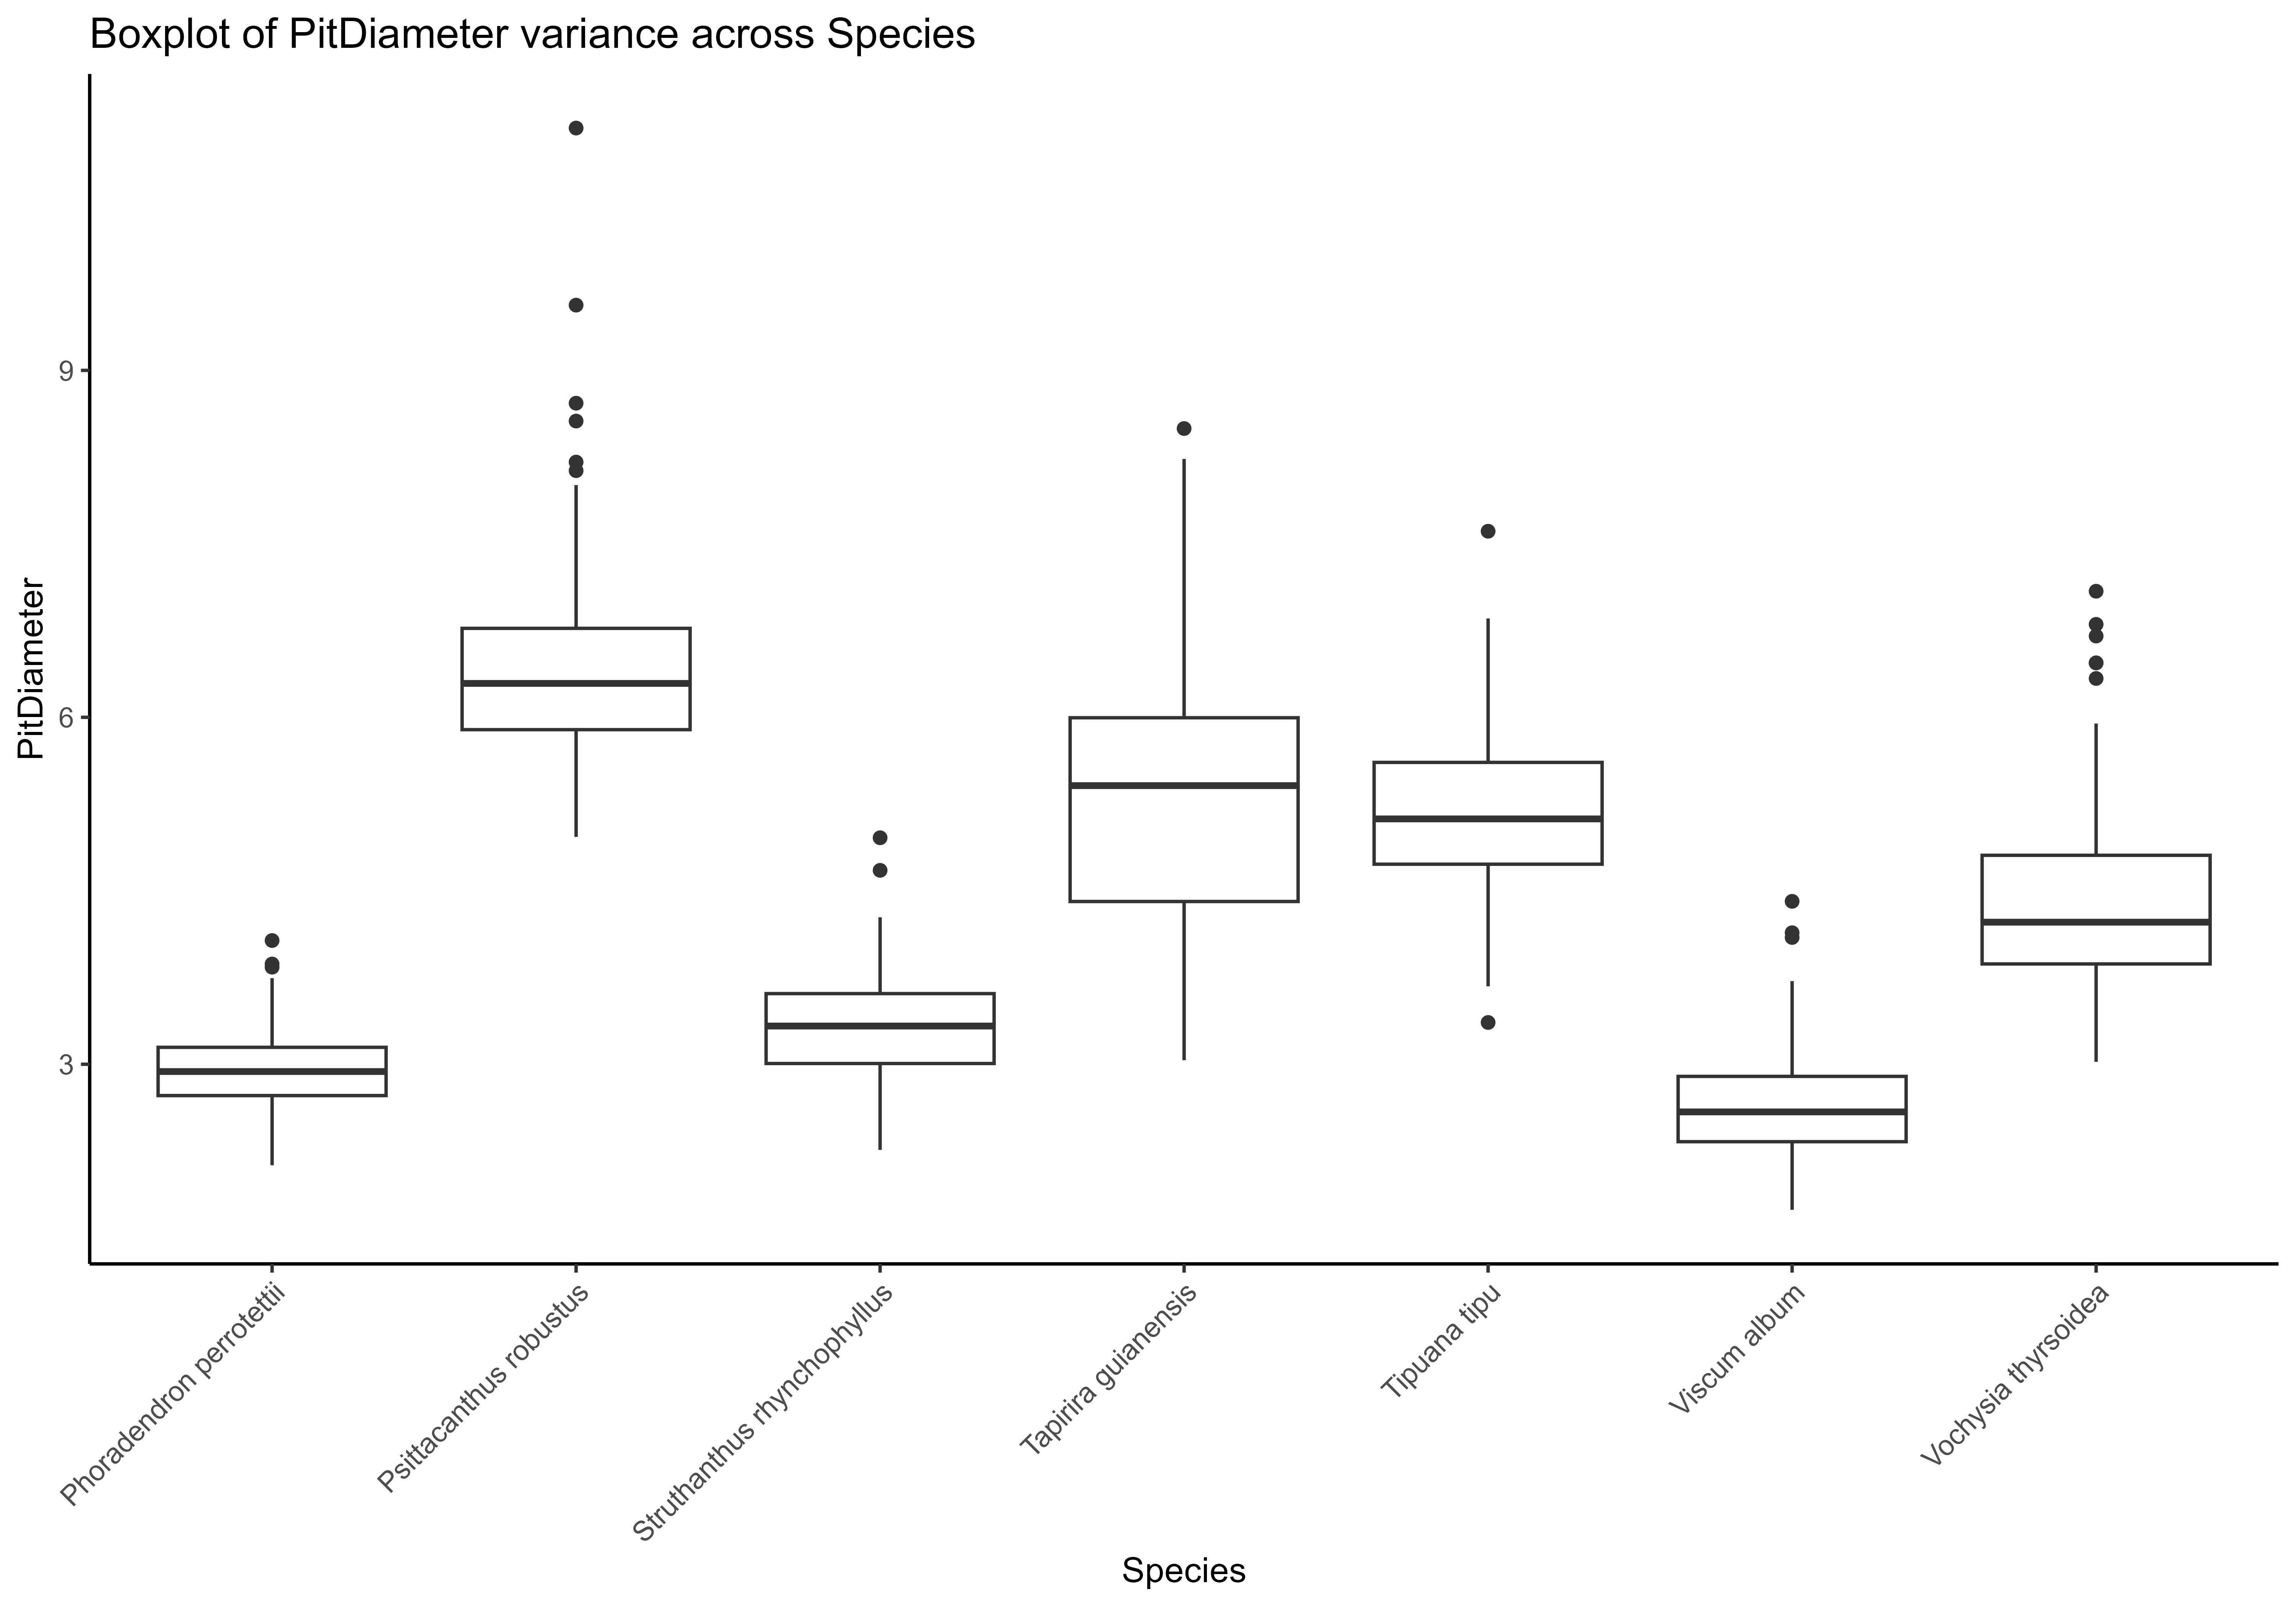 Boxplot of PitDiameter variance across Species
PitDiameter
9
6
3
Phoradendron perrotettii
Psittacanthus robustus
Struthanthus rhynchophyllus
Tapirira guianensis
Tipuana tipu
Viscum album
Vochysia thyrsoidea
Species